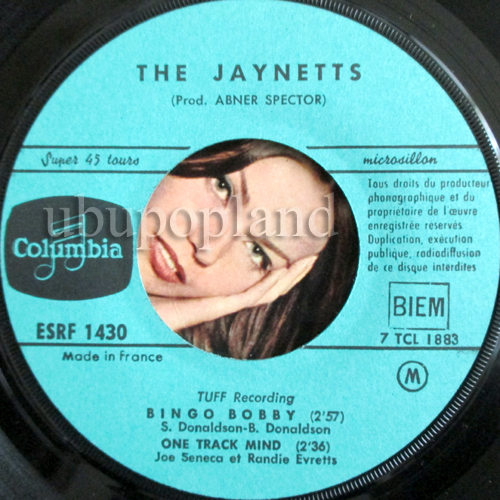 THE JAYNETTS
(Prod. ABNER SPECTOR)
Super 45 tours
microsillon
Tous droits du producteur
phonographique et du
propriétaire de l'œuvre
enregistrée réservés
Duplication, exécution
publique, radiodiffusion
de ce disque interdites
ubupopland
Columbia
BIEM
ESRF 1430
7 TCL 1883
Made in France
M
TUFF Recording
BINGO BOBBY (2'57)
S. Donaldson-B. Donaldson
ONE TRACK MIND (2'36)
Joe Seneca et Randie Evretts